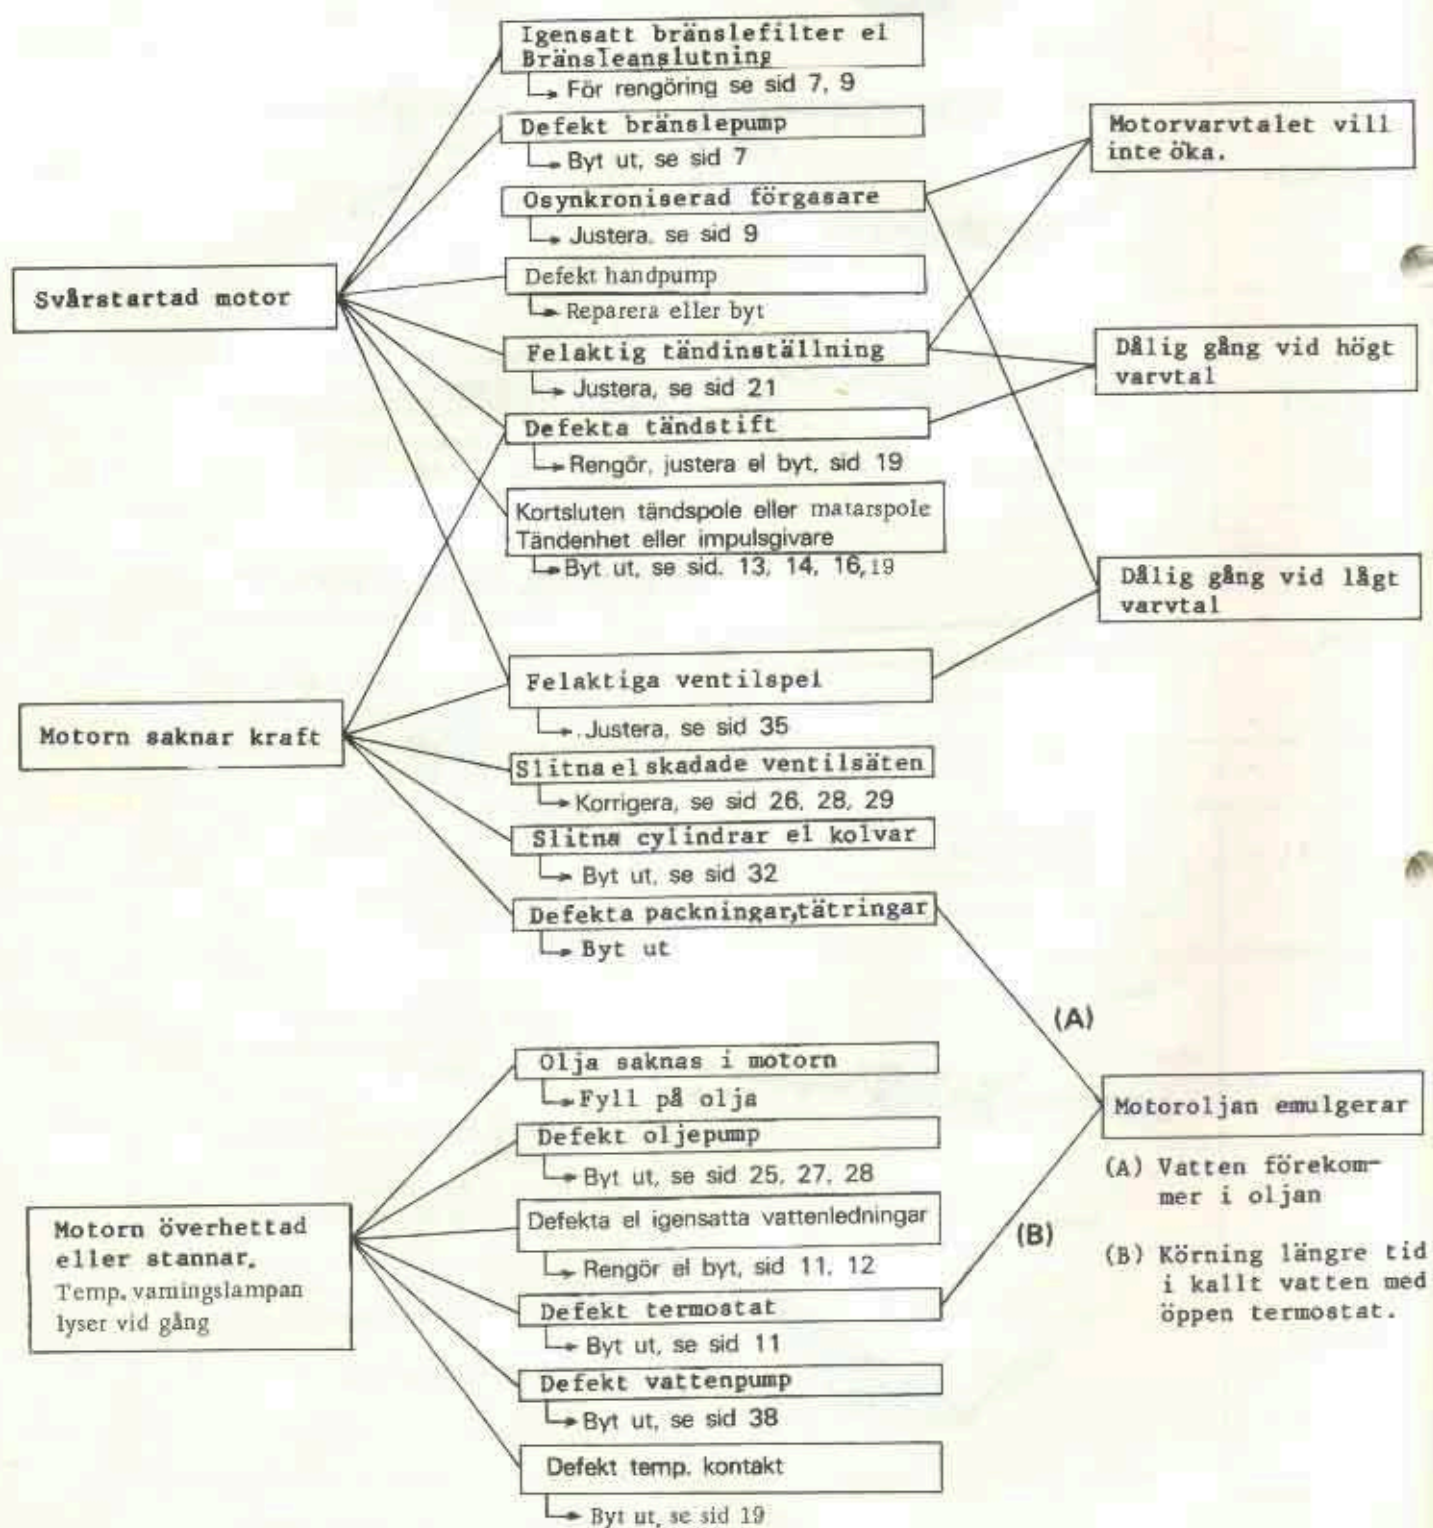 Igensatt bränslefilter el
Bränsleanslutning
För rengöring se sid 7, 9
Defekt bränslepump
Byt ut, se sid 7
Osynkroniserad förgasare
Justera, se sid 9
Defekt handpump
Reparera eller byt
Felaktig tändinställning
Justera, se sid 21
Defekta tändstift
Rengör, justera el byt, sid 19
Kortsluten tändspole eller matarspole
Tändenhet eller impulsgivare
Byt ut, se sid. 13, 14, 16, 19
Felaktiga ventilspel
Justera, se sid 35
Slitna el skadade ventilsäten
Korrigera, se sid 26, 28, 29
Slitna cylindrar el kolvar
Byt ut, se sid 32
Defekta packningar, tätringar
Byt ut
Svårstartad motor
Motorn saknar kraft
Motorvarvtalet vill
inte öka.
Dålig gång vid högt
varvtal
Dålig gång vid lågt
varvtal
Olja saknas i motorn
Fyll på olja
Defekt oljepump
Byt ut, se sid 25, 27, 28
Defekta el igensatta vattenledningar
Rengör el byt, sid 11, 12
Defekt termostat
Byt ut, se sid 11
Defekt vattenpump
Byt ut, se sid 38
Defekt temp. kontakt
Byt ut, se sid 19
Motorn överhettad
eller stannar.
Temp. varningslampan
lyser vid gång
(A)
(B)
Motoroljan emulgerar
(A) Vatten förekom-
mer i oljan
(B) Körning längre tid
i kallt vatten med
öppen termostat.